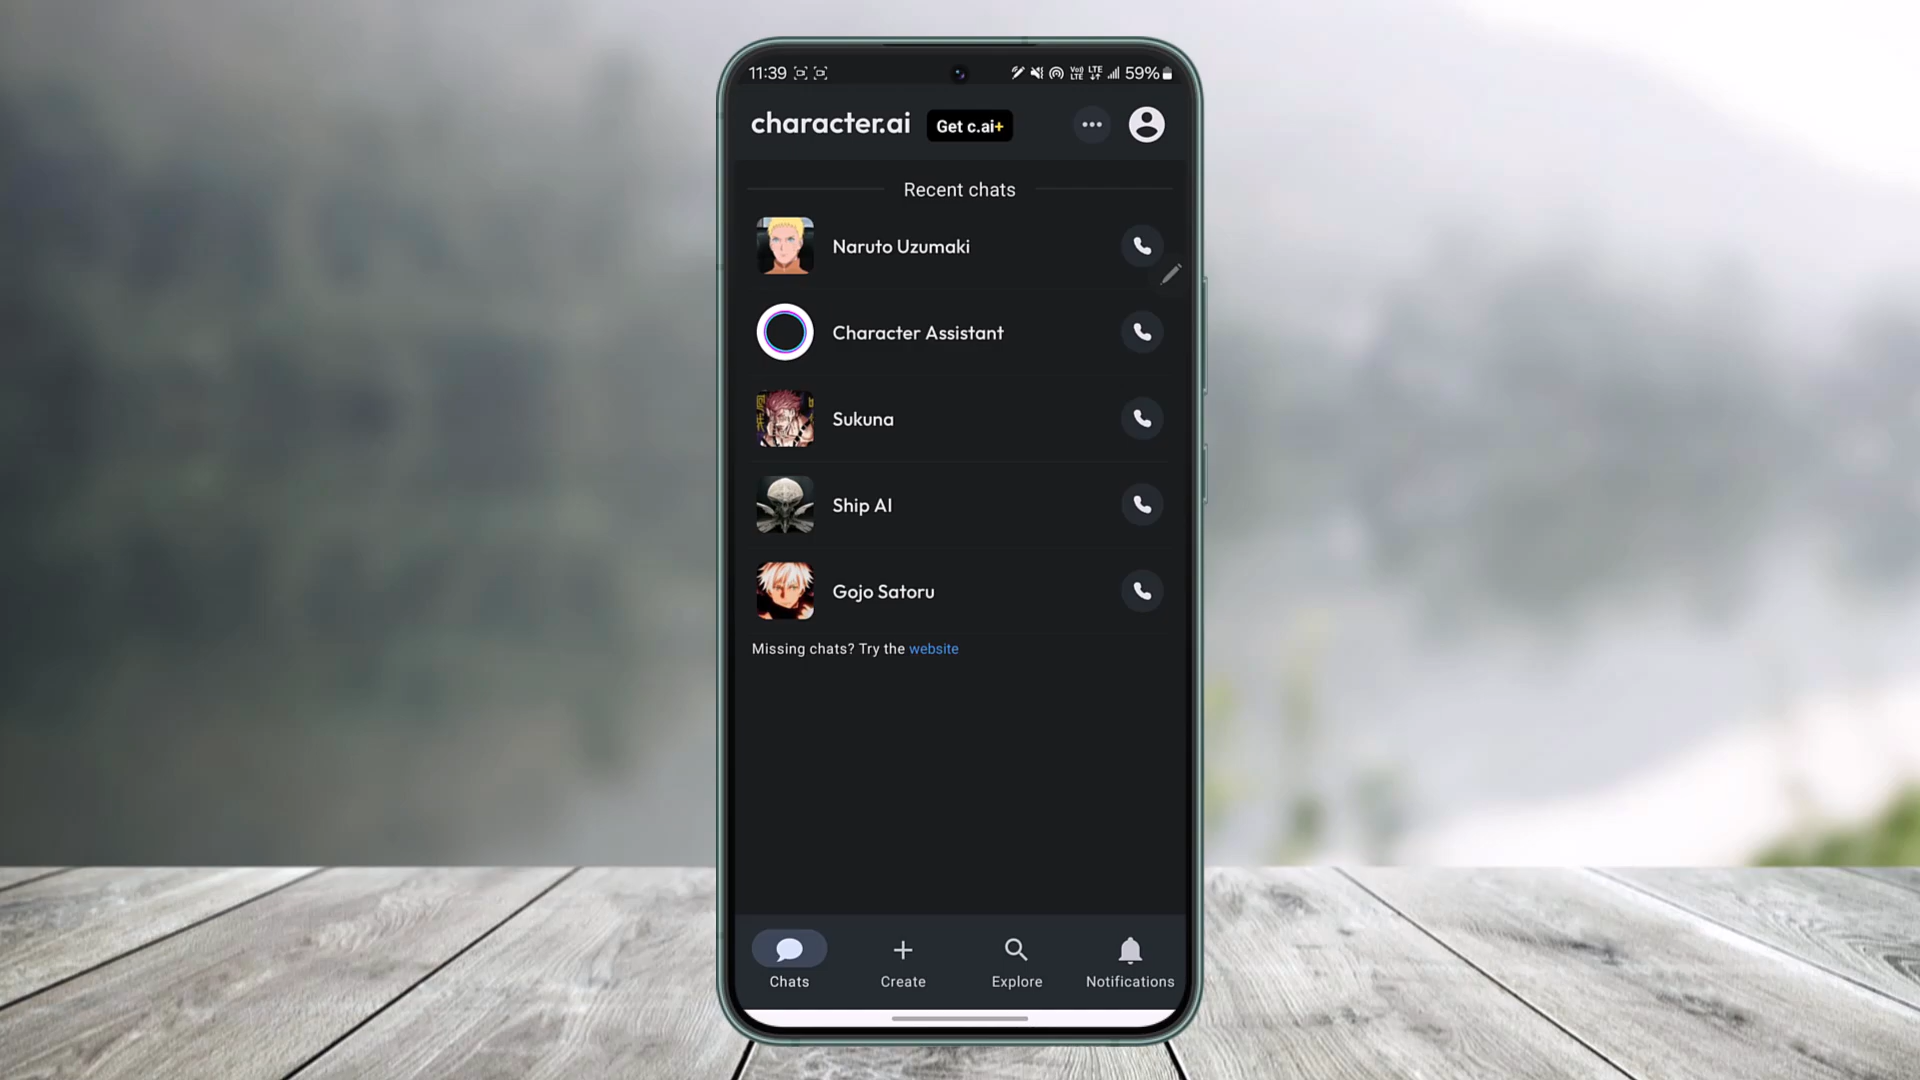 11:39 59%
character.ai Get c.ai+
Recent chats
Naruto Uzumaki
Character Assistant
Sukuna
Ship AI
Gojo Satoru
Missing chats? Try the website
Chats Create Explore Notifications